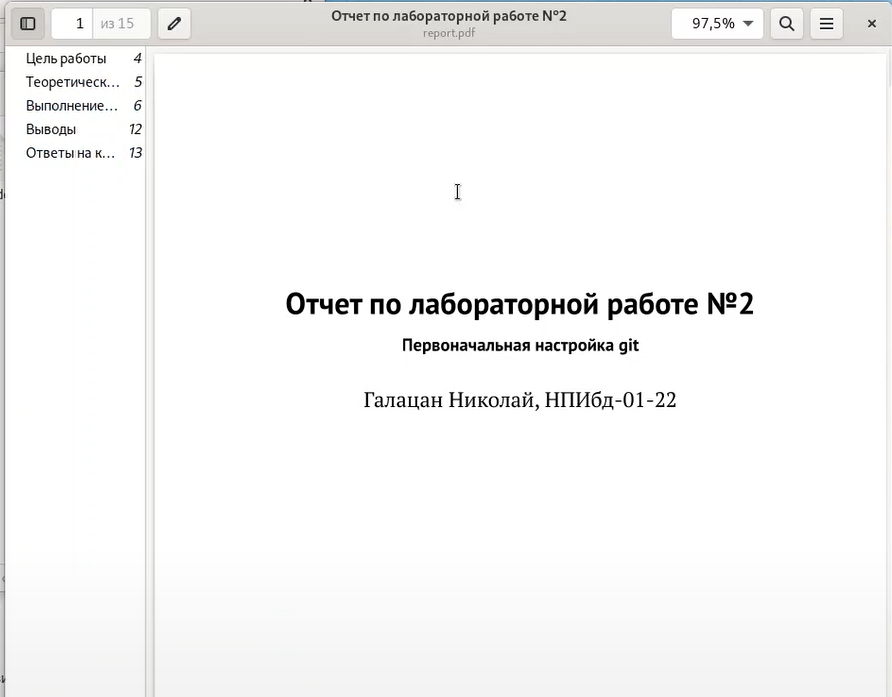 1 из 15
Отчет по лабораторной работе №2
report.pdf
97,5%
Цель работы 4
Теоретическ... 5
Выполнение... 6
Выводы 12
Ответы на к... 13
Отчет по лабораторной работе №2
Первоначальная настройка git
Галацан Николай, НПИбд-01-22